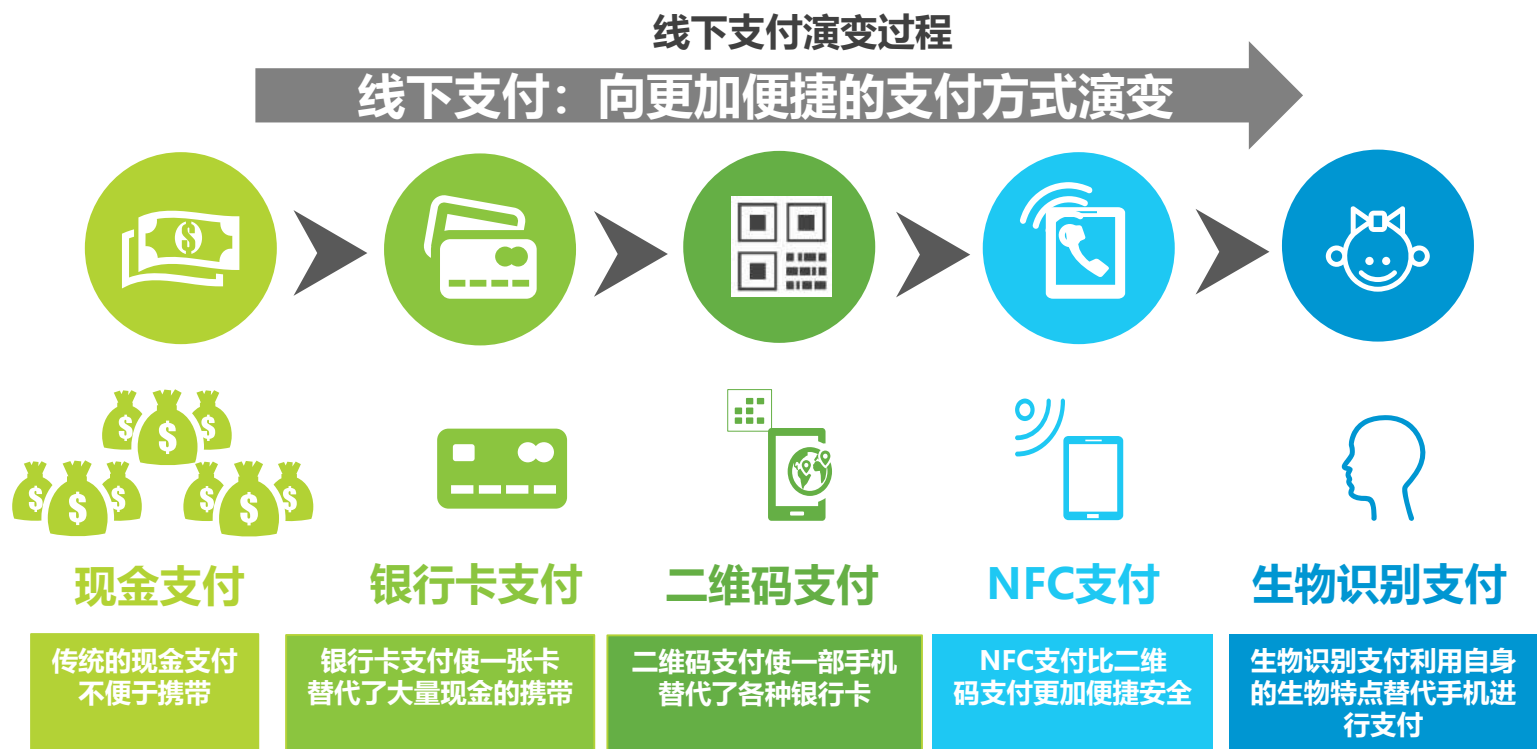 线下支付演变过程
线下支付：向更加便捷的支付方式演变
现金支付
银行卡支付
二维码支付
NFC支付
生物识别支付
传统的现金支付
不便于携带
银行卡支付使一张卡
替代了大量现金的携带
二维码支付使一部手机
替代了各种银行卡
NFC支付比二维
码支付更加便捷安全
生物识别支付利用自身
的生物特点替代手机进
行支付